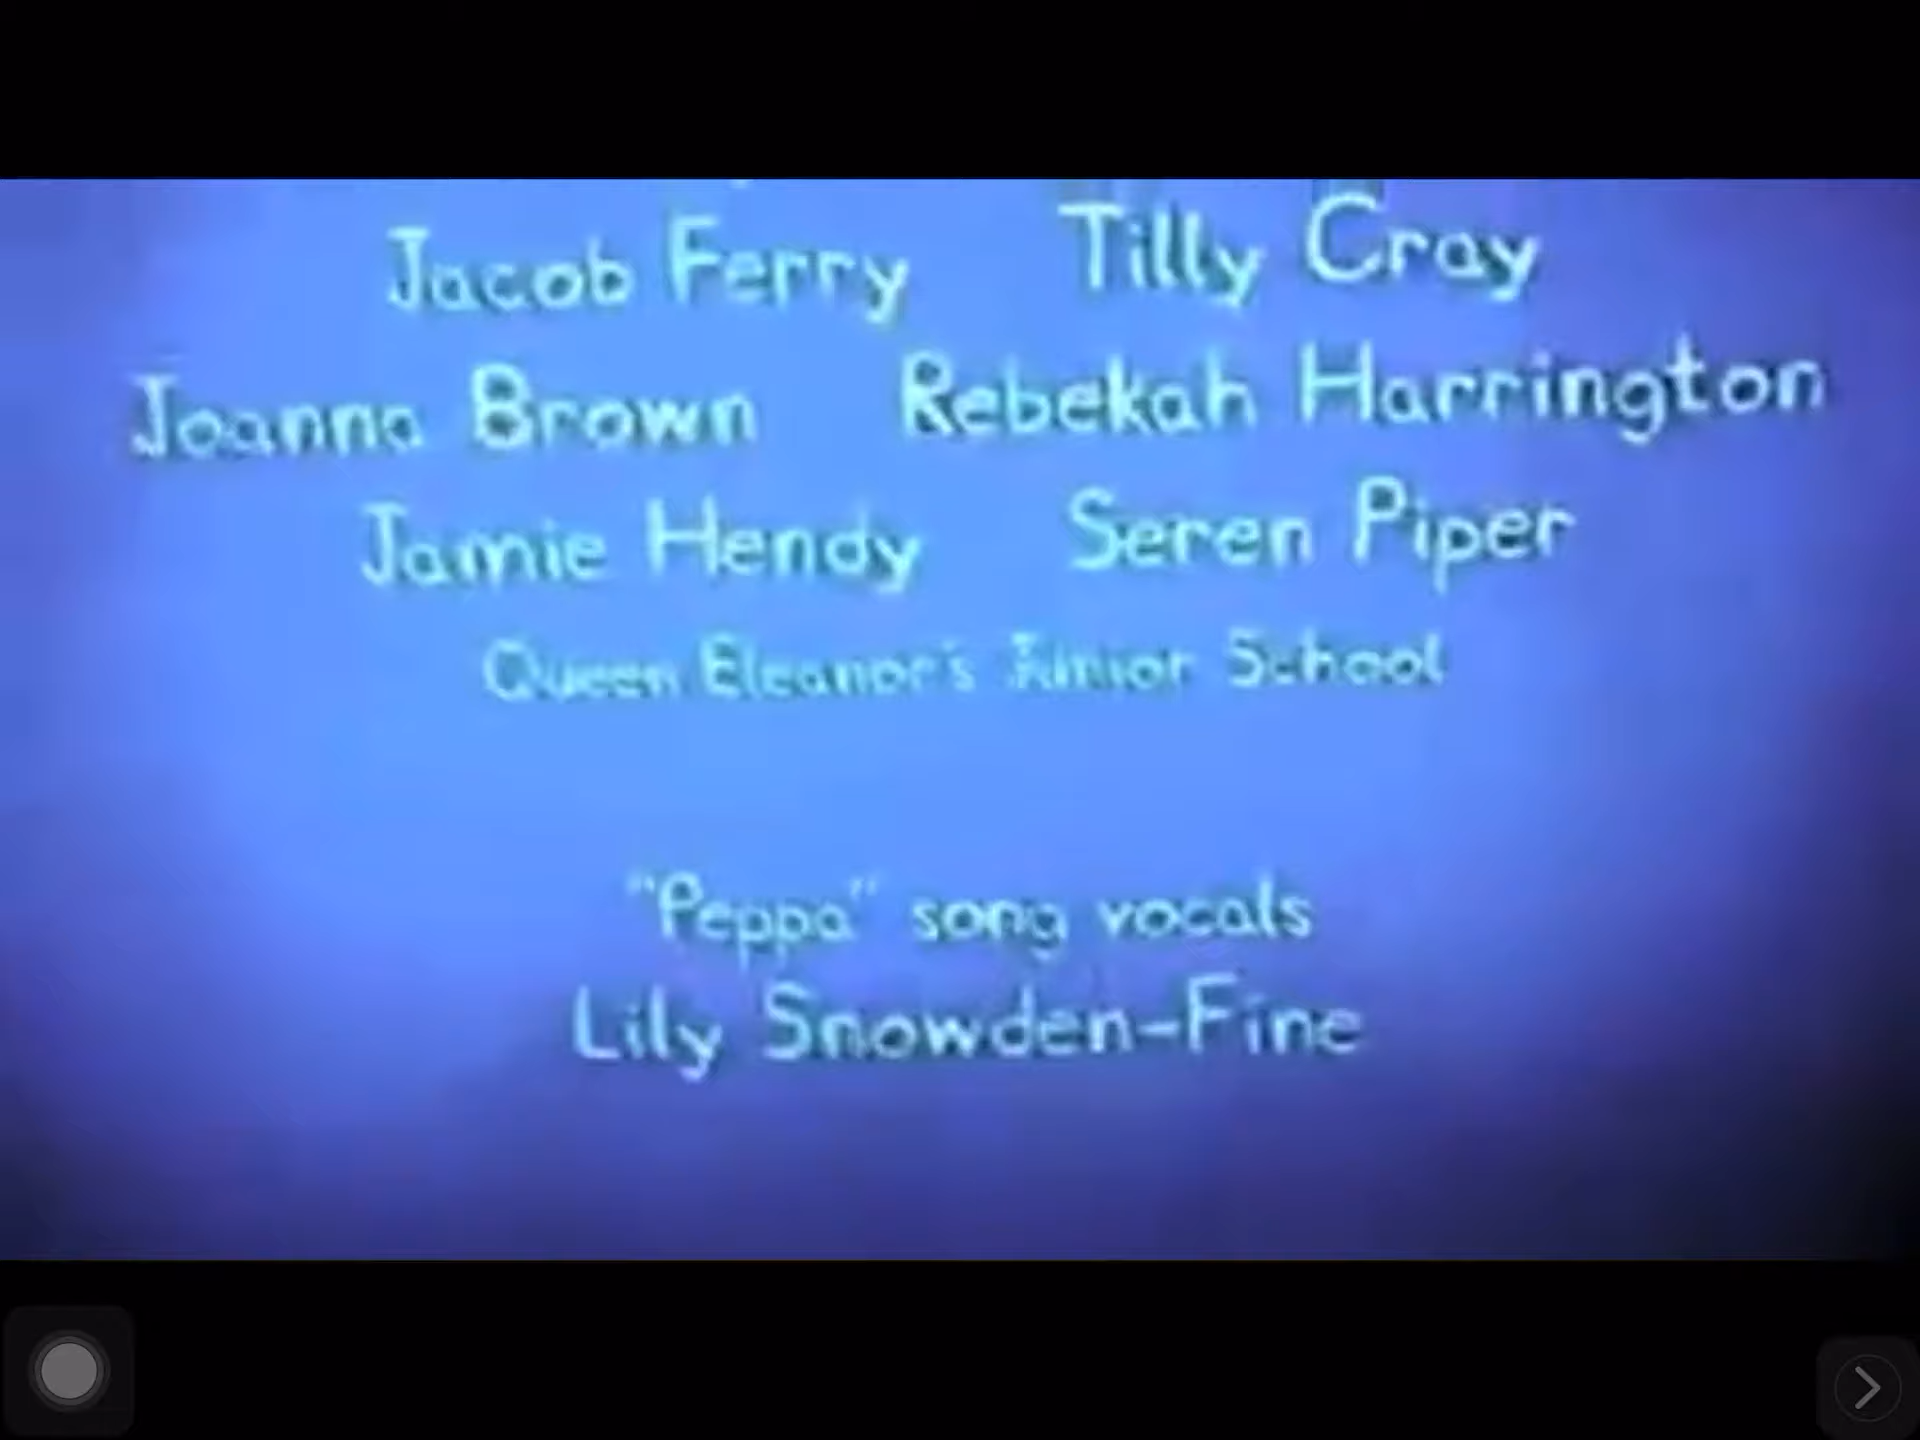 Jacob Ferry Tilly Cray
Joanna Brown Rebekah Harrington
Jamie Hendy Seren Piper
Queen Eleanor's Junior School
"Peppa" song vocals
Lily Snowden-Fine